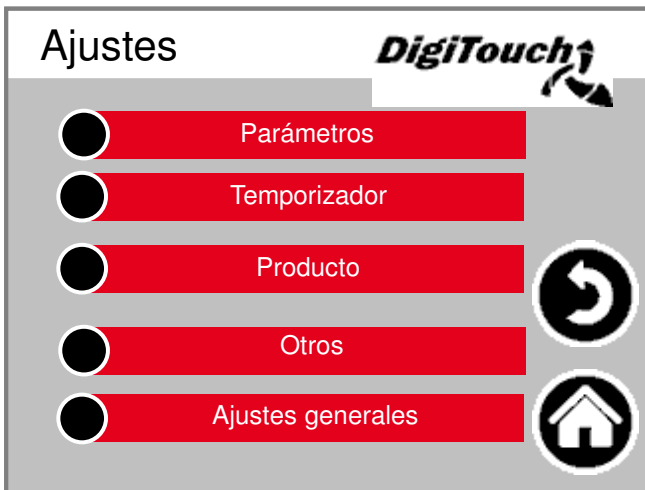 Ajustes
DigiTouch
Parámetros
Temporizador
Producto
Otros
Ajustes generales